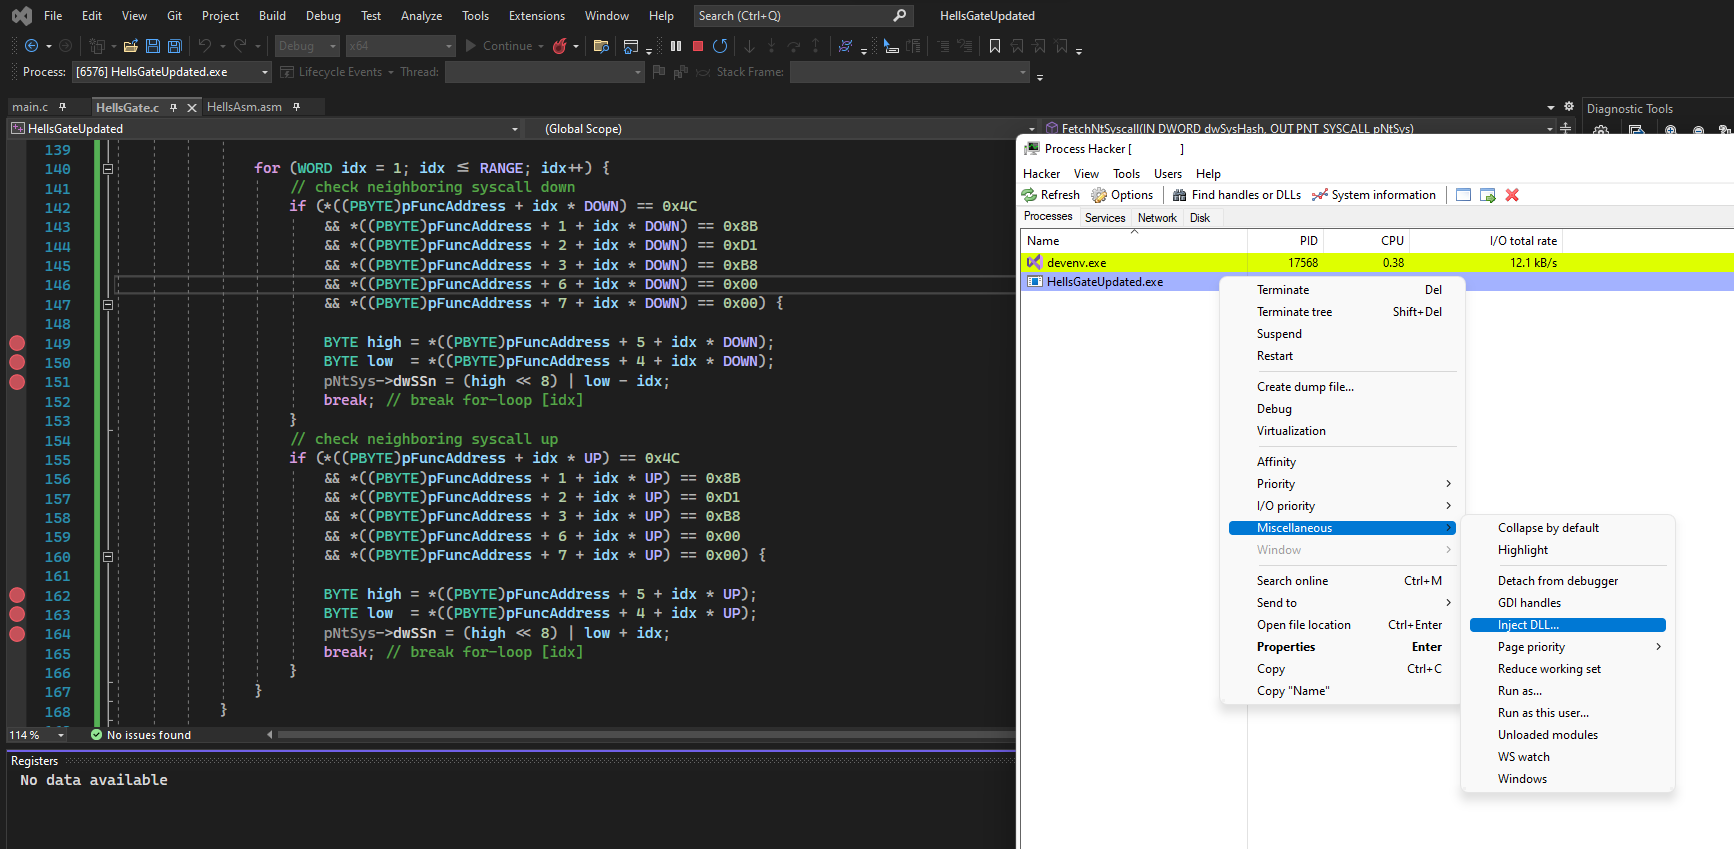 File Edit View Git Project Build Debug Test Analyze Tools Extensions Window Help Search (Ctrl+Q) HellsGateUpdated
Debug x64 Continue
Process: [6576] HellsGateUpdated.exe Lifecycle Events Thread: Stack Frame:
main.c HellsGate.c HellsAsm.asm
HellsGateUpdated (Global Scope) FetchNtSyscall(IN DWORD dwSysHash, OUT PNT_SYSCALL pNtSys)
Diagnostic Tools
139
140 for (WORD idx = 1; idx <= RANGE; idx++) {
141 // check neighboring syscall down
142 if (*((PBYTE)pFuncAddress + idx * DOWN) == 0x4C
143 && *((PBYTE)pFuncAddress + 1 + idx * DOWN) == 0x8B
144 && *((PBYTE)pFuncAddress + 2 + idx * DOWN) == 0xD1
145 && *((PBYTE)pFuncAddress + 3 + idx * DOWN) == 0xB8
146 && *((PBYTE)pFuncAddress + 6 + idx * DOWN) == 0x00
147 && *((PBYTE)pFuncAddress + 7 + idx * DOWN) == 0x00) {
148
149 BYTE high = *((PBYTE)pFuncAddress + 5 + idx * DOWN);
150 BYTE low = *((PBYTE)pFuncAddress + 4 + idx * DOWN);
151 pNtSys->dwSSn = (high << 8) | low - idx;
152 break; // break for-loop [idx]
153 }
154 // check neighboring syscall up
155 if (*((PBYTE)pFuncAddress + idx * UP) == 0x4C
156 && *((PBYTE)pFuncAddress + 1 + idx * UP) == 0x8B
157 && *((PBYTE)pFuncAddress + 2 + idx * UP) == 0xD1
158 && *((PBYTE)pFuncAddress + 3 + idx * UP) == 0xB8
159 && *((PBYTE)pFuncAddress + 6 + idx * UP) == 0x00
160 && *((PBYTE)pFuncAddress + 7 + idx * UP) == 0x00) {
161
162 BYTE high = *((PBYTE)pFuncAddress + 5 + idx * UP);
163 BYTE low = *((PBYTE)pFuncAddress + 4 + idx * UP);
164 pNtSys->dwSSn = (high << 8) | low + idx;
165 break; // break for-loop [idx]
166 }
167 }
168 }
114 % No issues found
Registers
No data available
Process Hacker [ ]
Hacker View Tools Users Help
Refresh Options Find handles or DLLs System information
Processes Services Network Disk
Name PID CPU I/O total rate
devenv.exe 17568 0.38 12.1 kB/s
HellsGateUpdated.exe
Terminate Del
Terminate tree Shift+Del
Suspend
Restart
Create dump file...
Debug
Virtualization
Affinity
Priority
I/O priority
Miscellaneous
Window
Search online Ctrl+M
Send to
Open file location Ctrl+Enter
Properties Enter
Copy Ctrl+C
Copy "Name"
Collapse by default
Highlight
Detach from debugger
GDI handles
Inject DLL...
Page priority
Reduce working set
Run as...
Run as this user...
Unloaded modules
WS watch
Windows